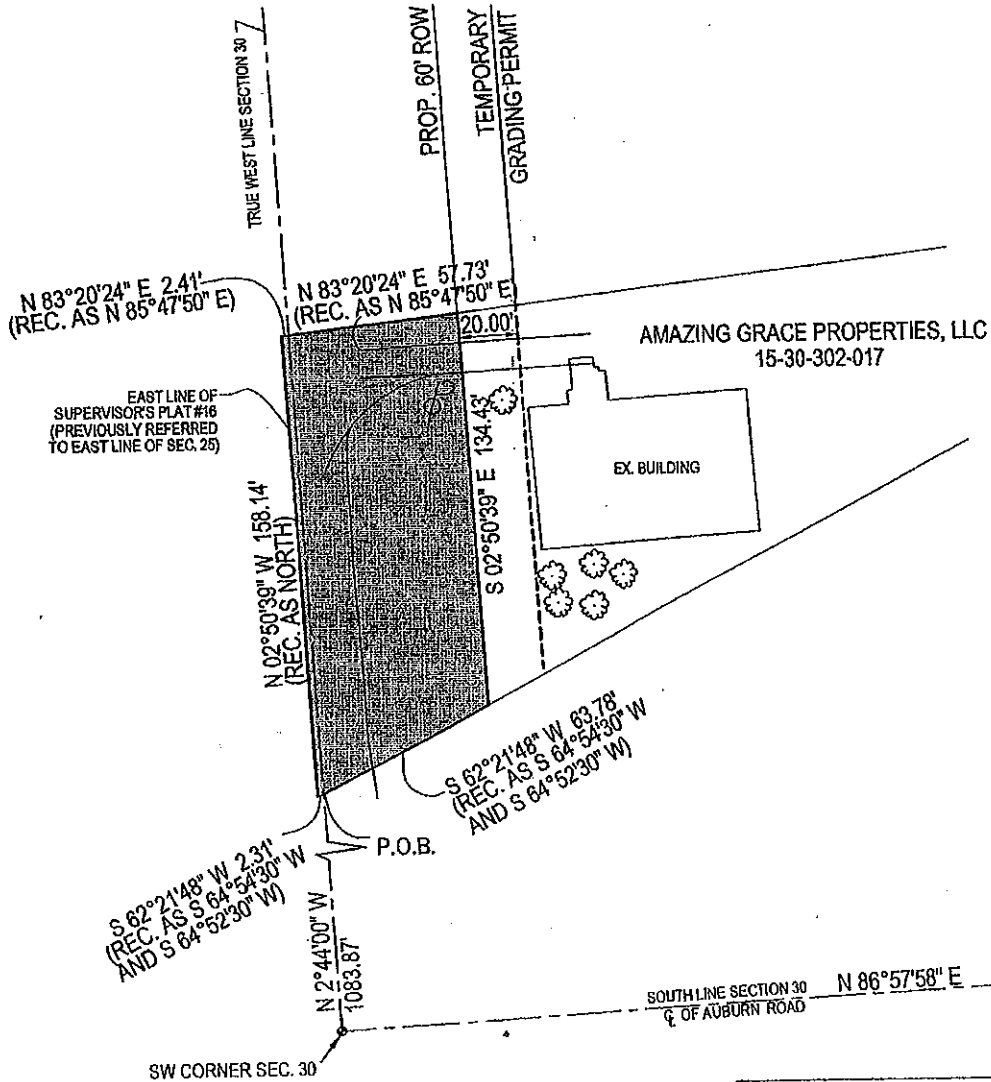 TRUE WEST LINE SECTION 30
PROP. 60' ROW
TEMPORARY
GRADING PERMIT
N 83°20'24" E 2.41'
(REC. AS N 85°47'50" E)
N 83°20'24" E 57.73'
(REC. AS N 85°47'50" E)
20.00'
AMAZING GRACE PROPERTIES, LLC
15-30-302-017
EAST LINE OF
SUPERVISOR'S PLAT #16
(PREVIOUSLY REFERRED
TO EAST LINE OF SEC. 25)
EX. BUILDING
S 02°50'39" E 134.43'
N 02°50'39" W 158.14'
(REC. AS NORTH)
S 62°21'48" W 63.78'
(REC. AS S 64°54'30" W
AND S 64°52'30" W)
P.O.B.
S 62°21'48" W 2.31'
(REC. AS S 64°54'30" W
AND S 64°52'30" W)
N 2°44'00" W
1083.87'
SOUTH LINE SECTION 30
℄ OF AUBURN ROAD
N 86°57'58" E
SW CORNER SEC. 30